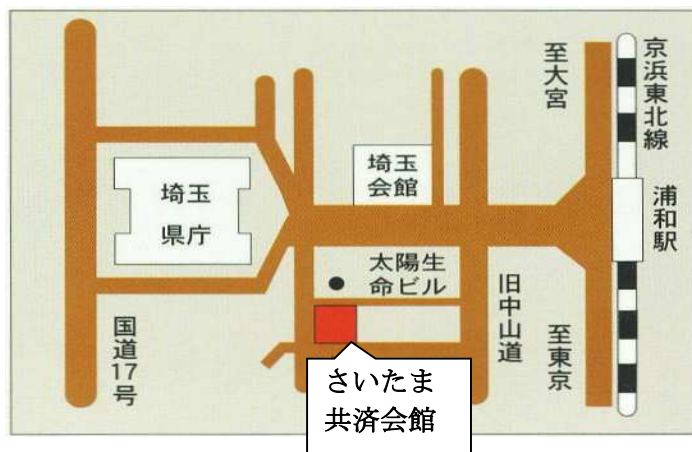 至大宮
京浜東北線
埼玉
会館
埼玉
県庁
浦和駅
太陽生
命ビル
旧中山道
国道17号
至東京
さいたま
共済会館